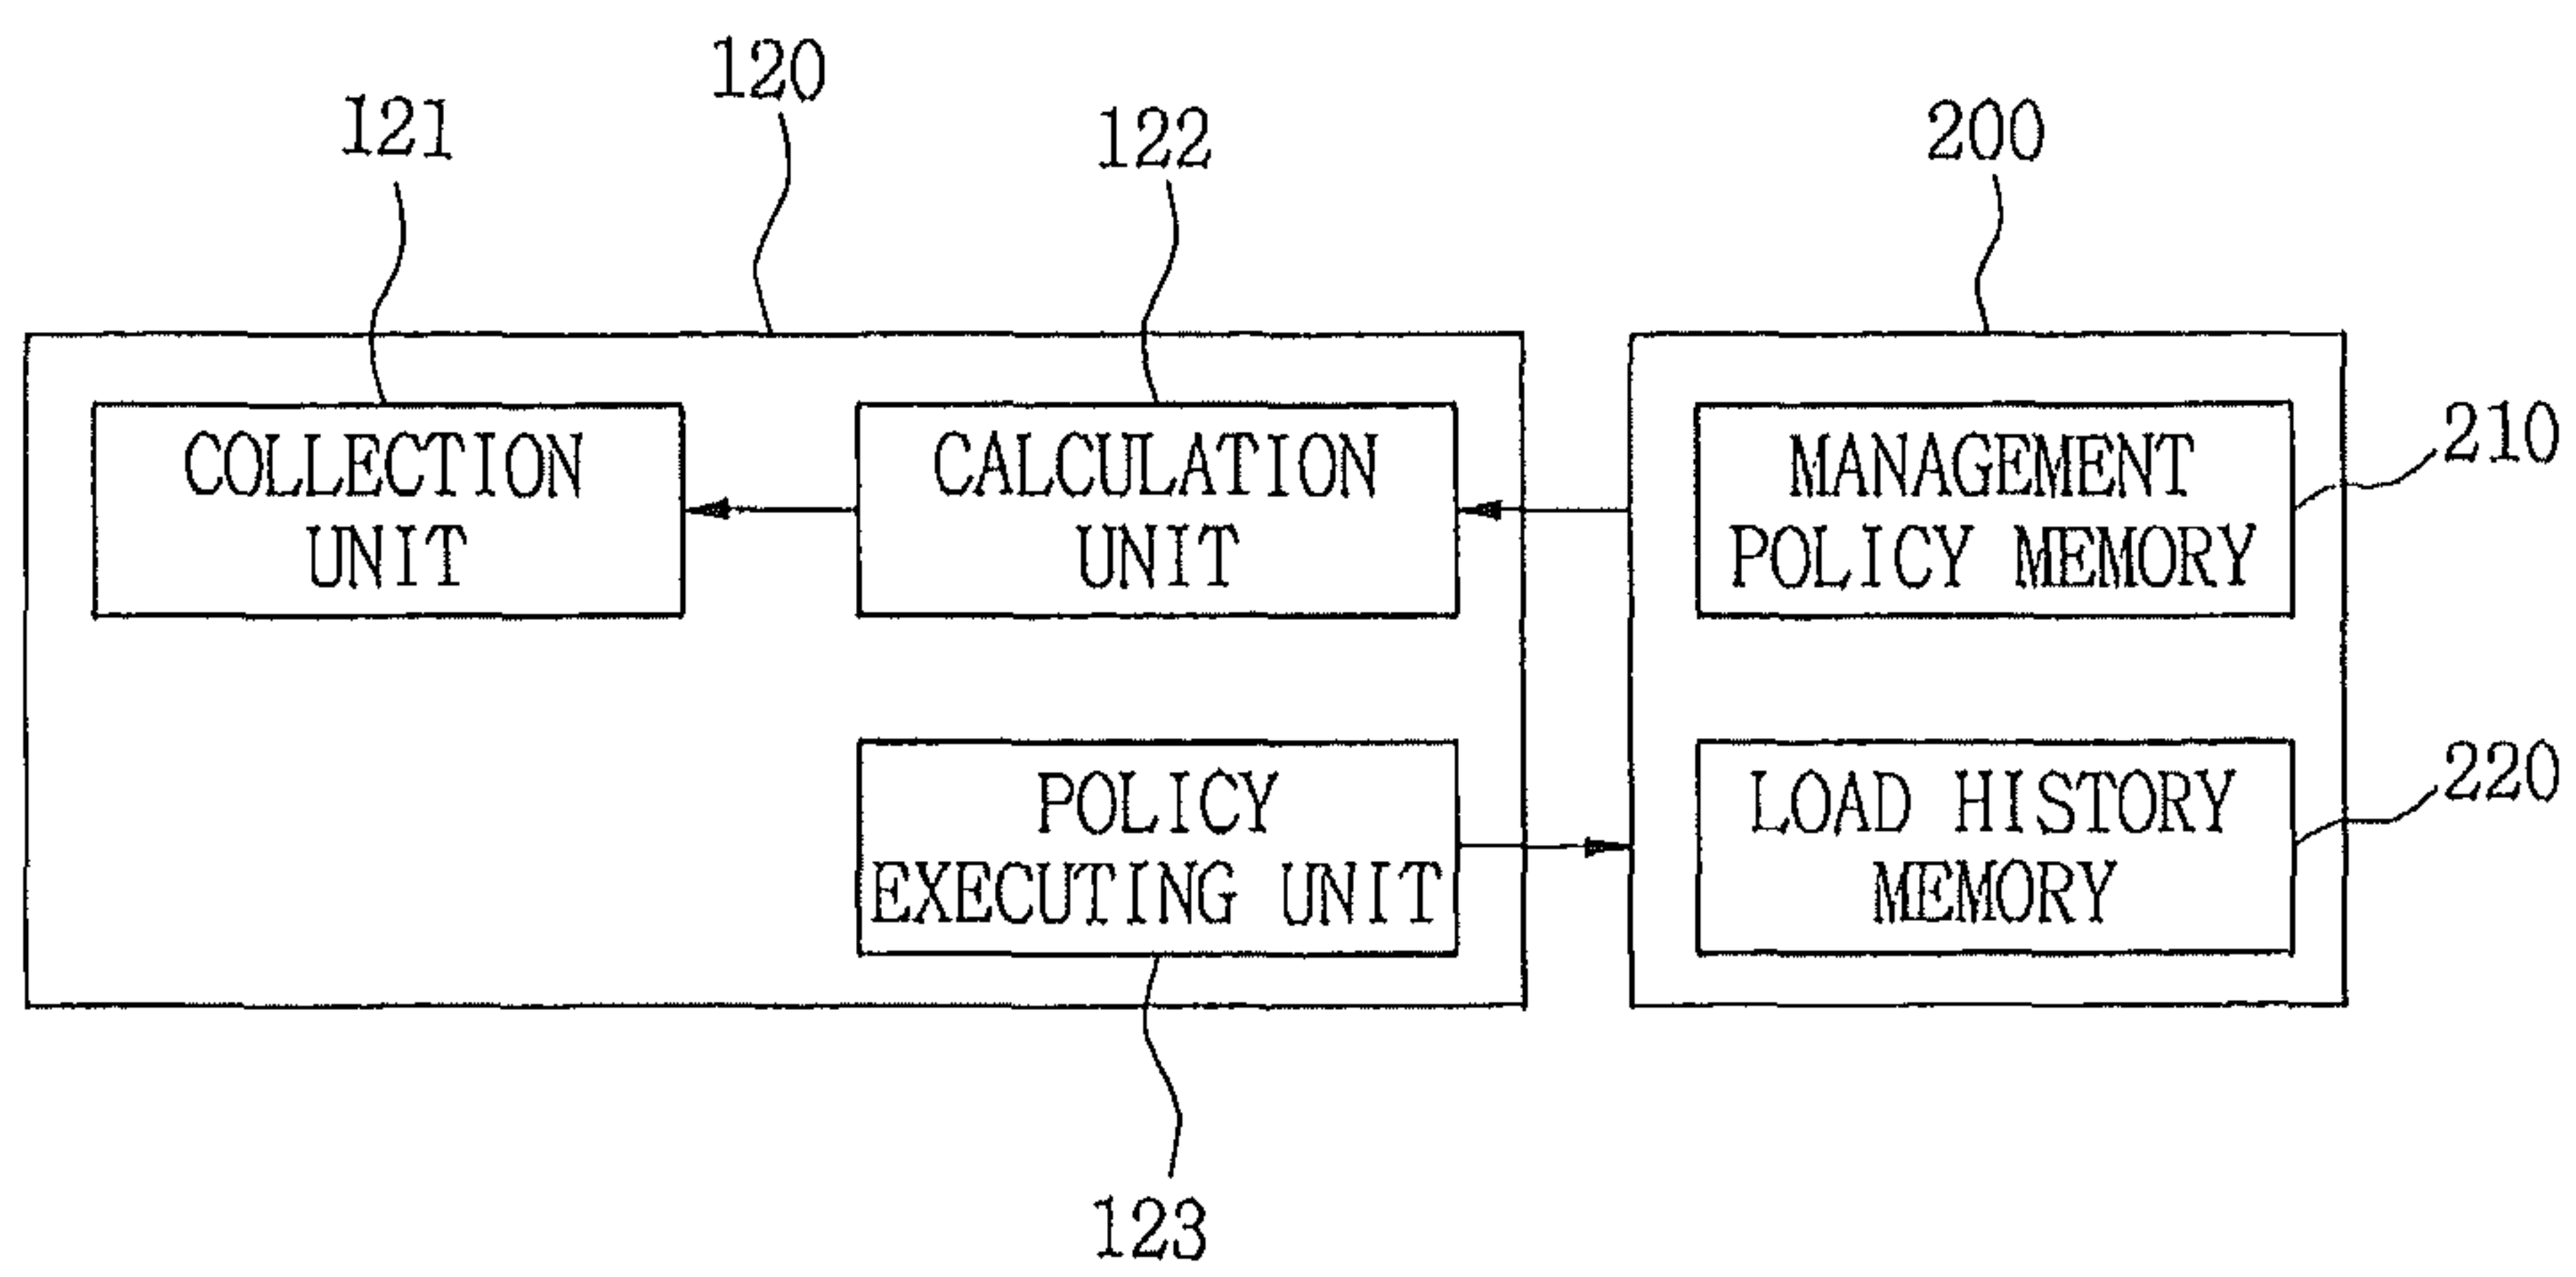 120
121
122
200
COLLECTION
UNIT
CALCULATION
UNIT
MANAGEMENT
POLICY MEMORY
210
POLICY
EXECUTING UNIT
LOAD HISTORY
MEMORY
220
123